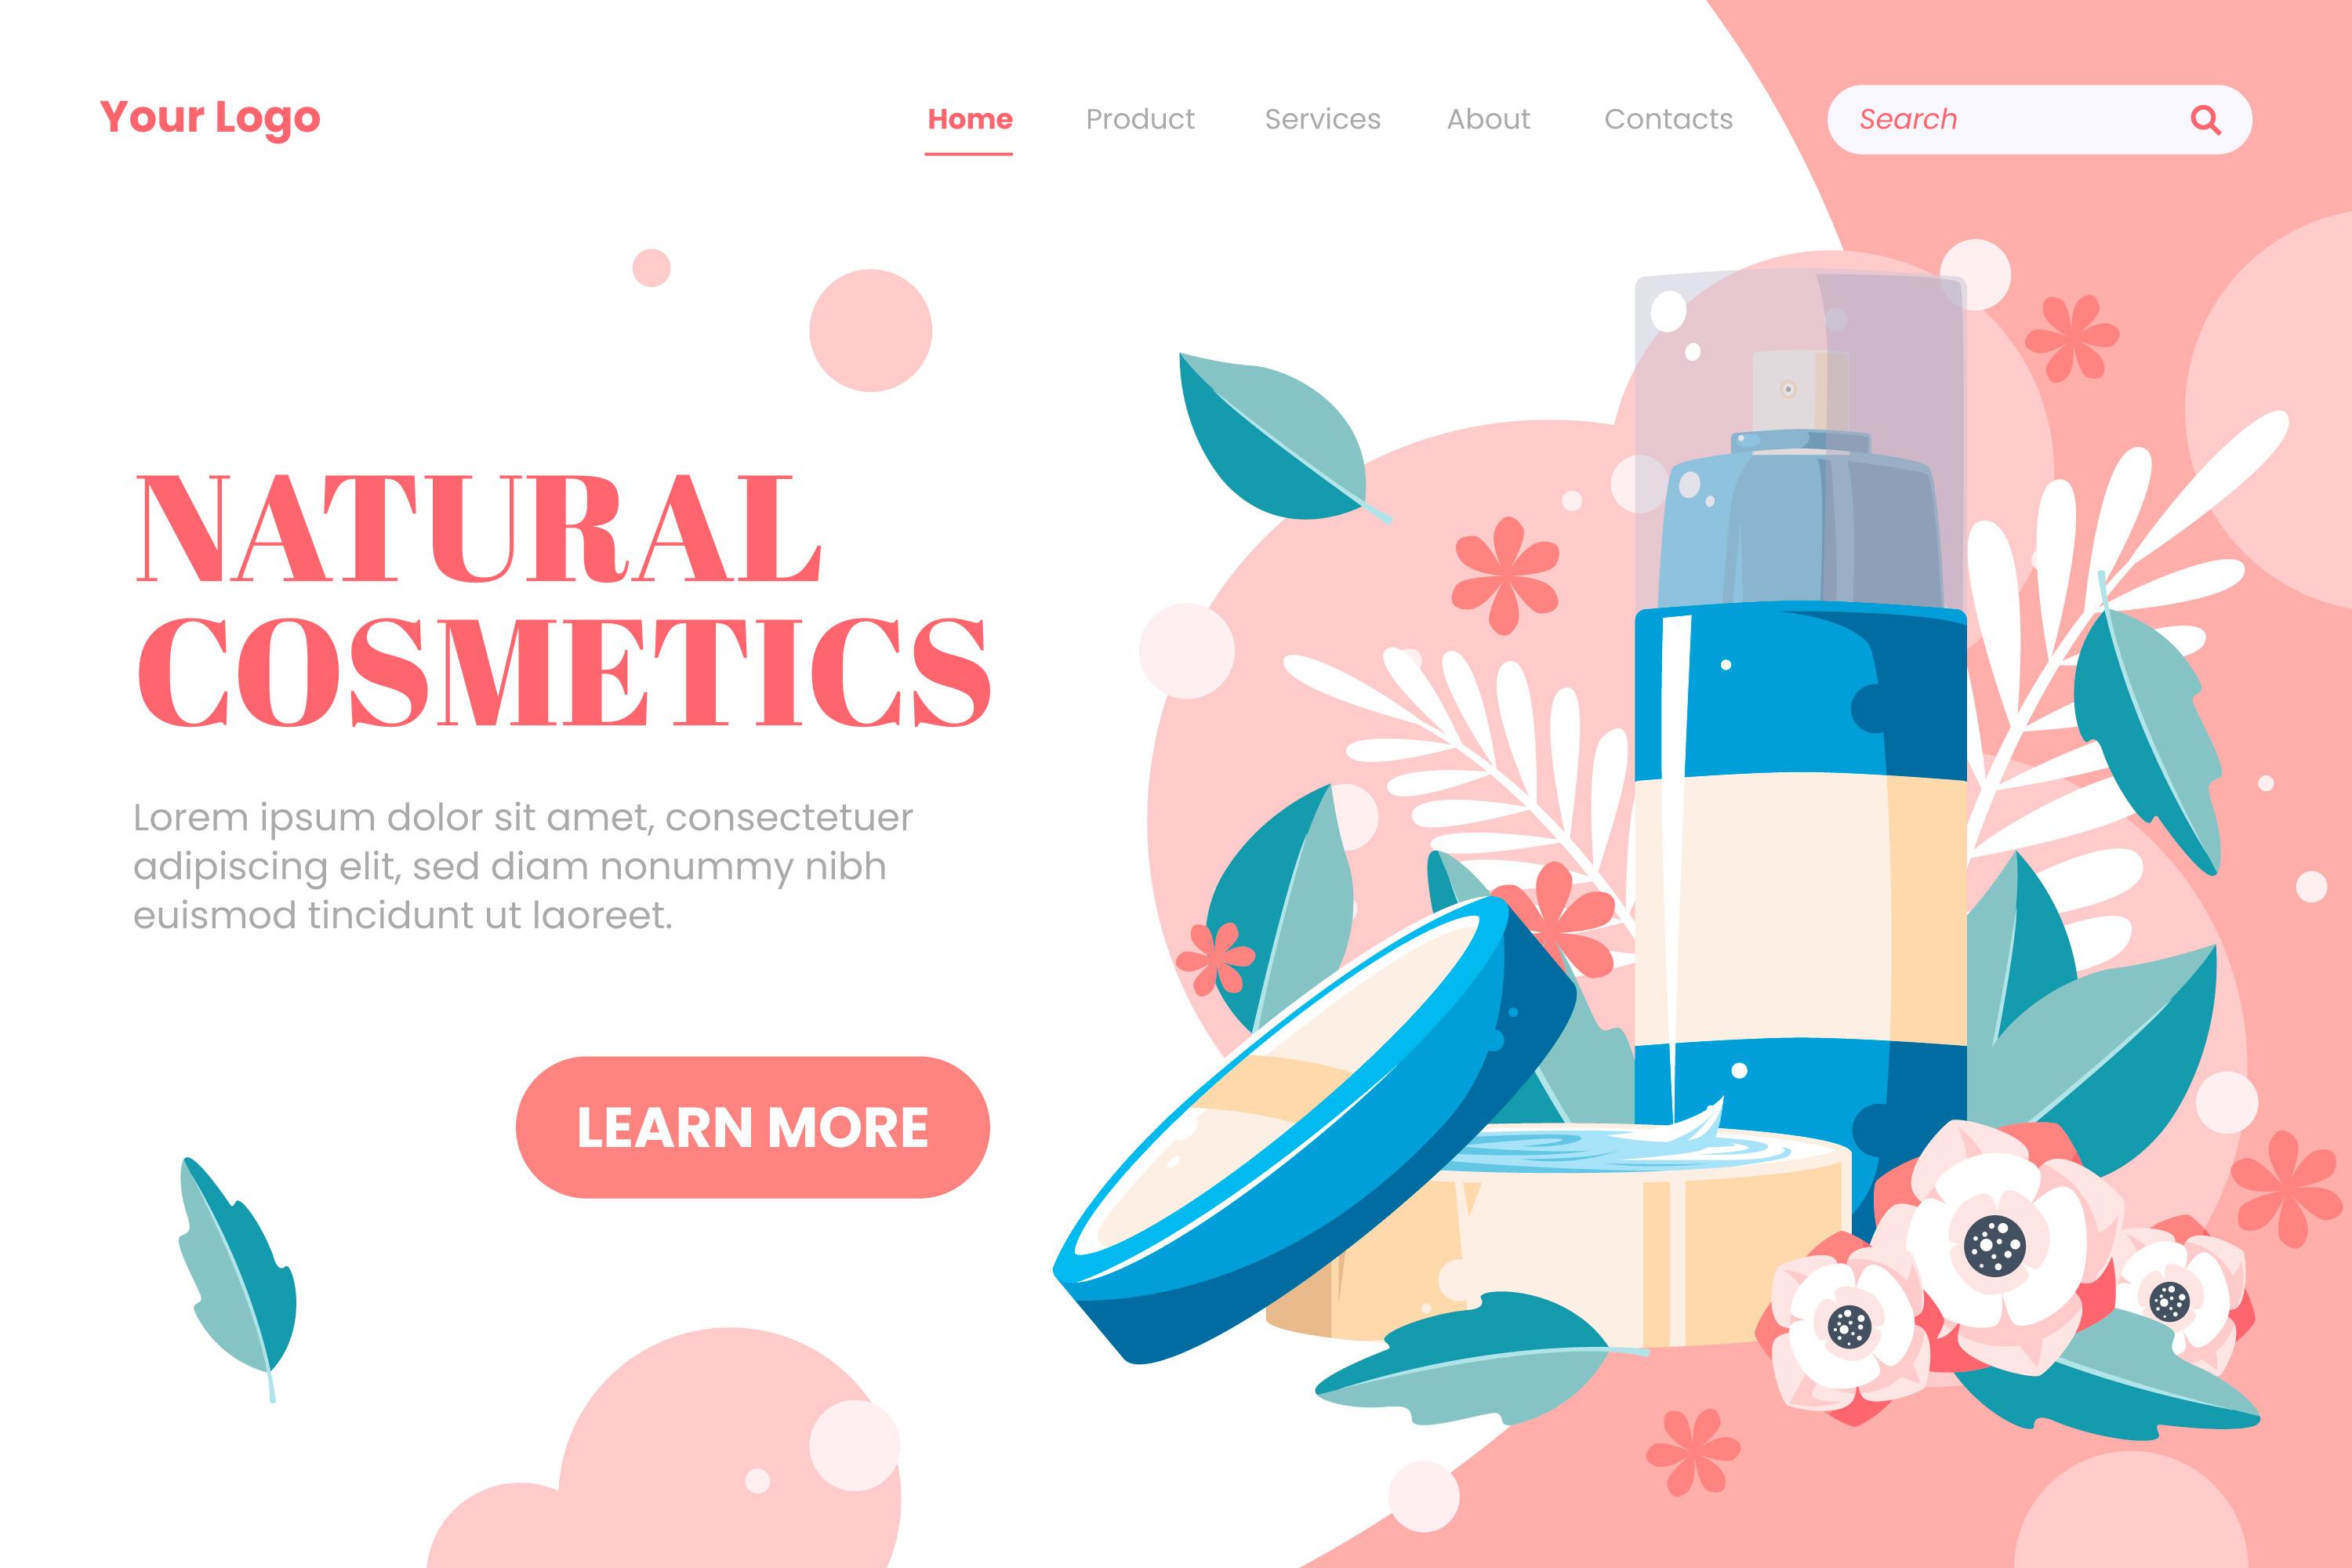 Your Logo
Home Product Services About Contacts Search
NATURAL
COSMETICS
Lorem ipsum dolor sit amet, consectetuer
adipiscing elit, sed diam nonummy nibh
euismod tincidunt ut laoreet.
LEARN MORE